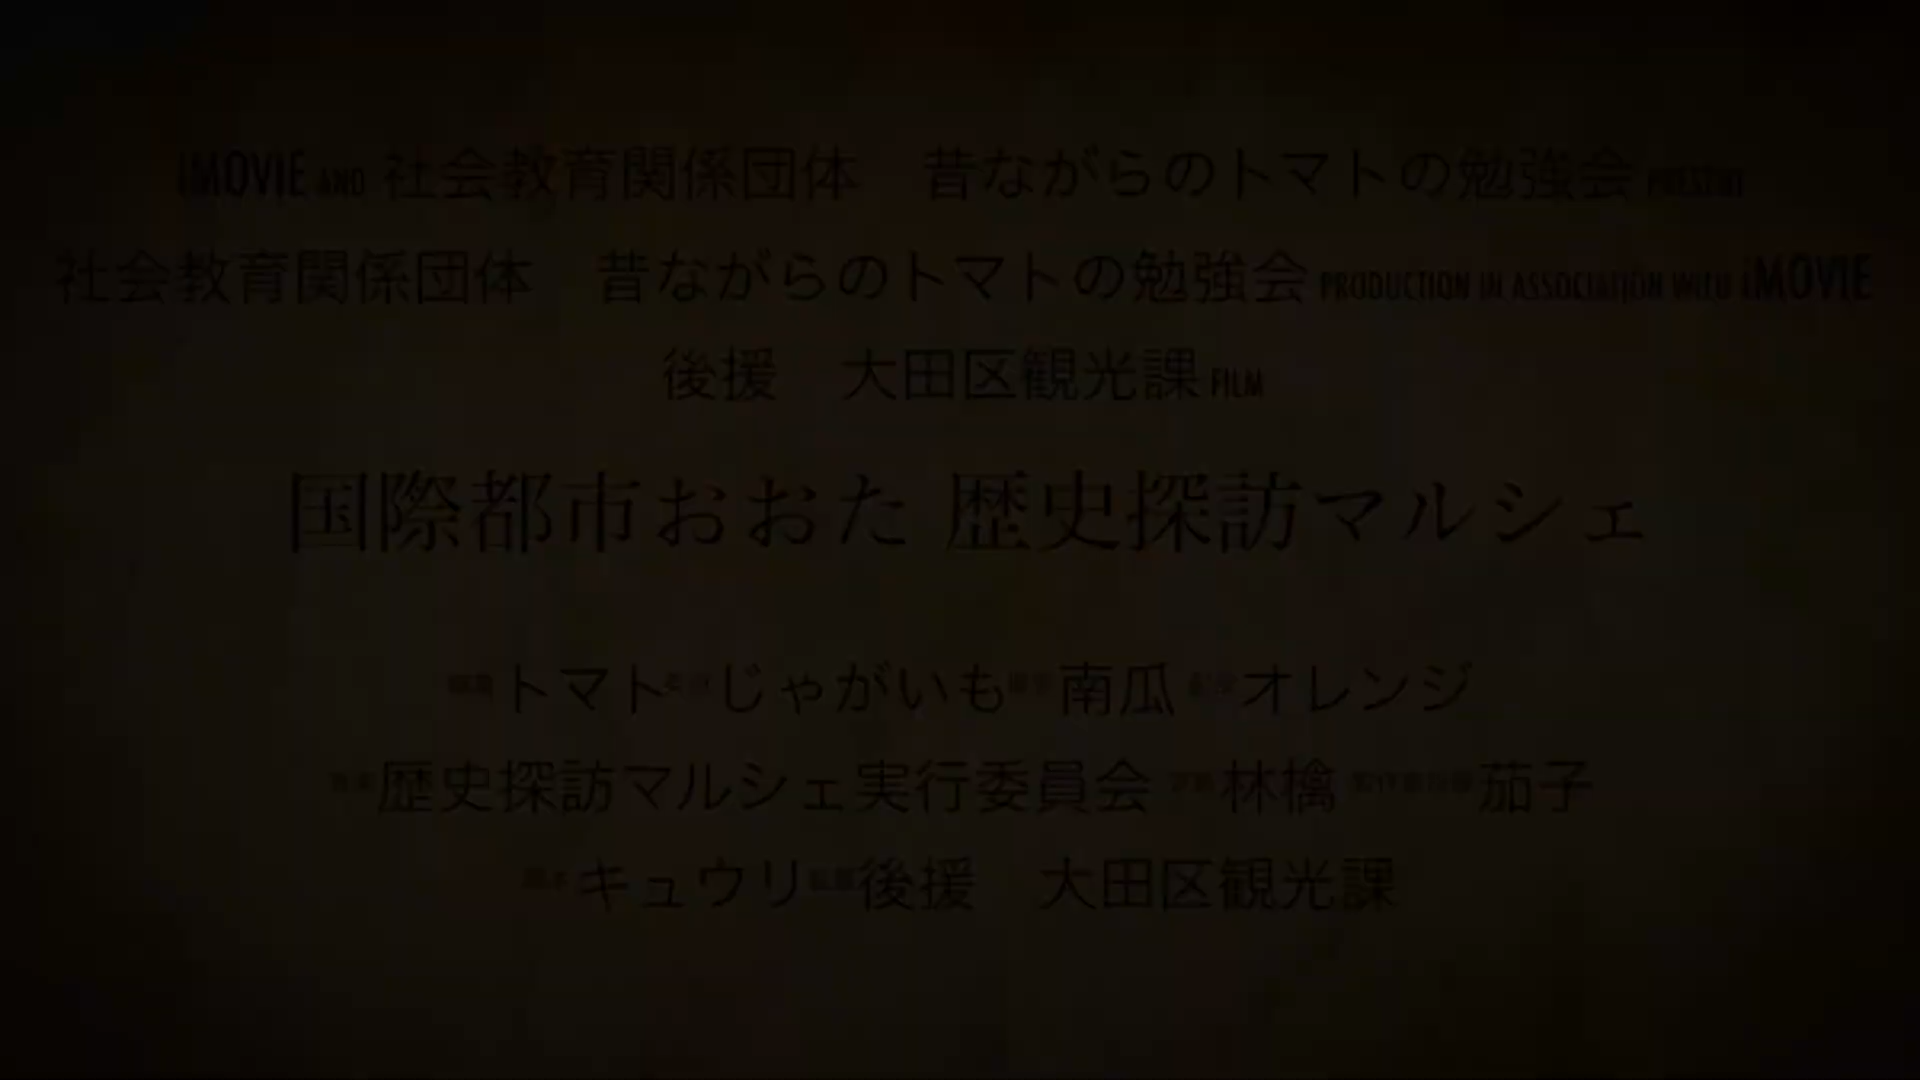 iMOVIE AND 社会教育関係団体　昔ながらのトマトの勉強会 PRESENT
社会教育関係団体　昔ながらのトマトの勉強会 PRODUCTION IN ASSOCIATION WITH iMOVIE
後援　大田区観光課 FILM
国際都市おおた 歴史探訪マルシェ
トマト じゃがいも 南瓜 オレンジ
歴史探訪マルシェ実行委員会 林檎 茄子
キュウリ 後援　大田区観光課